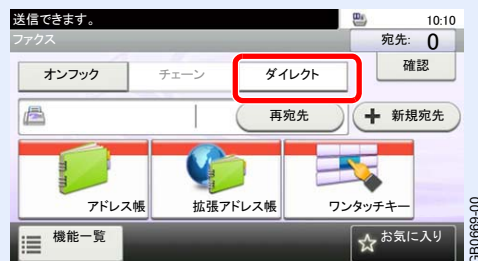 送信できます。 10:10
ファクス 宛先: 0
オンフック チェーン ダイレクト 確認
再宛先 新規宛先
アドレス帳 拡張アドレス帳 ワンタッチキー
機能一覧 お気に入り
GB0669-00